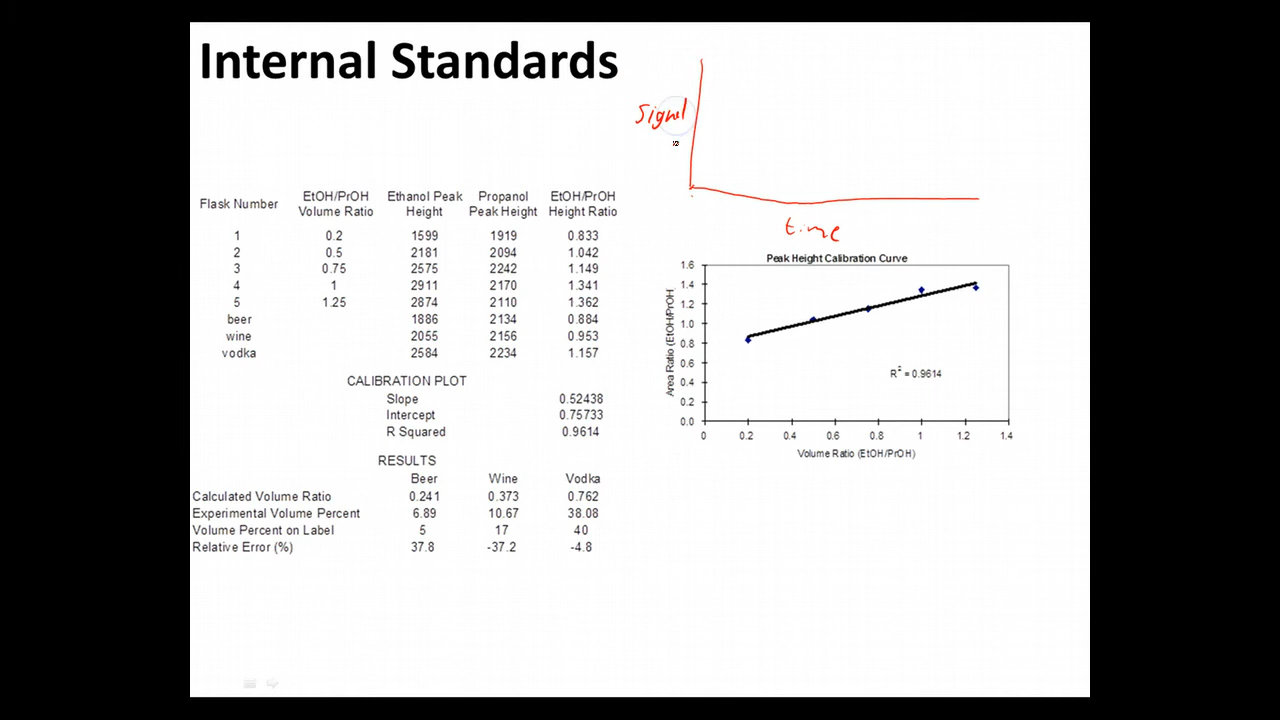 Internal Standards
Signal
time
Flask Number EtOH/PrOH Volume Ratio Ethanol Peak Height Propanol Peak Height EtOH/PrOH Height Ratio
1 0.2 1599 1919 0.833
2 0.5 2181 2094 1.042
3 0.75 2575 2242 1.149
4 1 2911 2170 1.341
5 1.25 2874 2110 1.362
beer 1886 2134 0.884
wine 2055 2156 0.953
vodka 2584 2234 1.157
CALIBRATION PLOT
Slope 0.52438
Intercept 0.75733
R Squared 0.9614
RESULTS
Beer Wine Vodka
Calculated Volume Ratio 0.241 0.373 0.762
Experimental Volume Percent 6.89 10.67 38.08
Volume Percent on Label 5 17 40
Relative Error (%) 37.8 -37.2 -4.8
Peak Height Calibration Curve
Area Ratio (EtOH/PrOH)
1.6
1.4
1.2
1.0
0.8
0.6
0.4
0.2
0.0
R² = 0.9614
0 0.2 0.4 0.6 0.8 1 1.2 1.4
Volume Ratio (EtOH/PrOH)